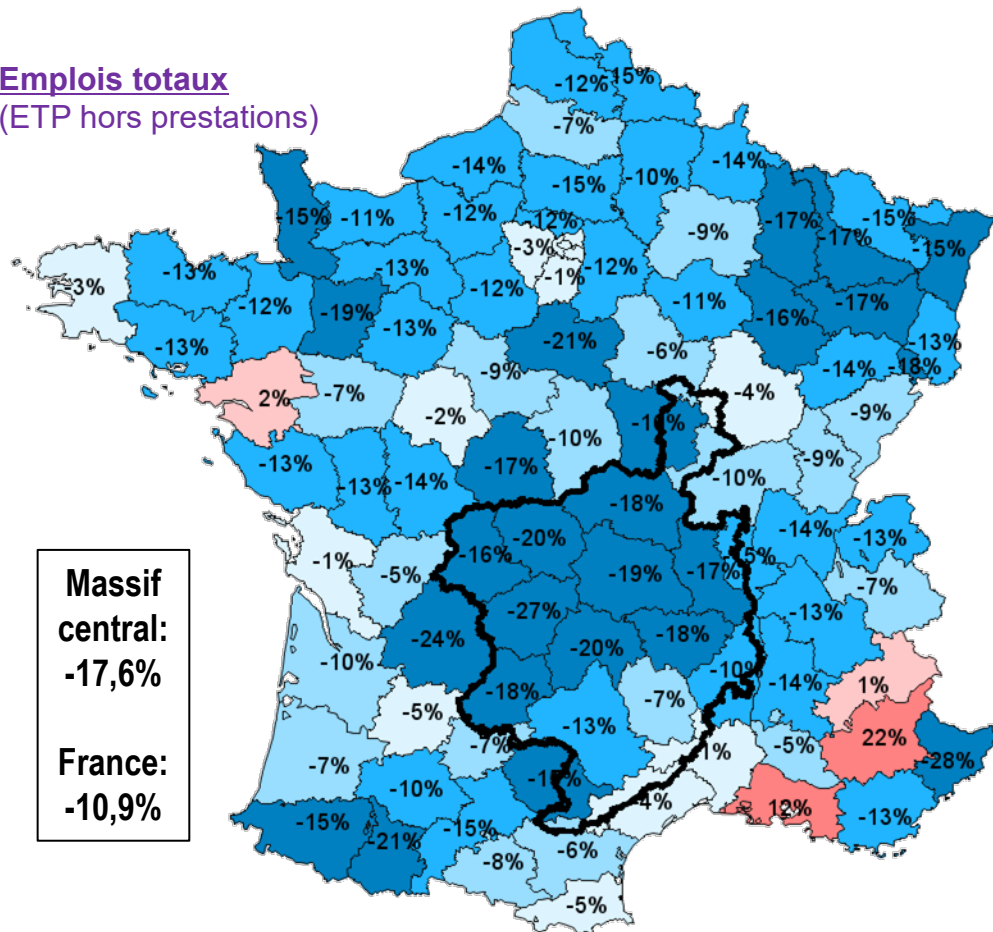 Emplois totaux
(ETP hors prestations)
-12% -15%
-7%
-14% -15% -10% -14%
-15% -11% -12% -12% -9% -17% -17% -15% -15%
-3% -13% -13% -3% -1% -12%
-12% -19% -13% -12% -11% -16% -17% -13%
-13% -21% -6% -14% -18%
2% -7% -9% -4% -9%
-2% -10% -9%
-13% -13% -14% -17% -10%
-18% -14% -13%
-1% -5% -16% -20% -19% -17% -7%
-27% -13%
-24% -20% -18%
-10% -18% -7% -10% -14% 1%
-5% -13% 22%
-7% -7% -5% -28%
-10% -4% 12% -13%
-15% -21% -15% -6%
-8%
-5%
Massif
central:
-17,6%
France:
-10,9%